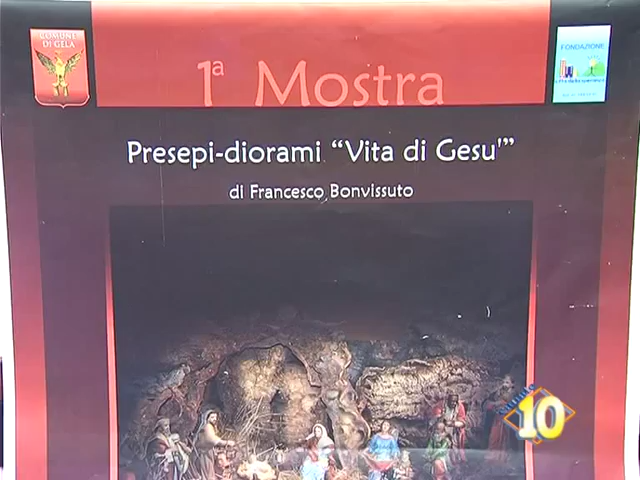 COMUNE
DI GELA
1ª Mostra
FONDAZIONE
Presepi-diorami “Vita di Gesu'”
di Francesco Bonvissuto
10